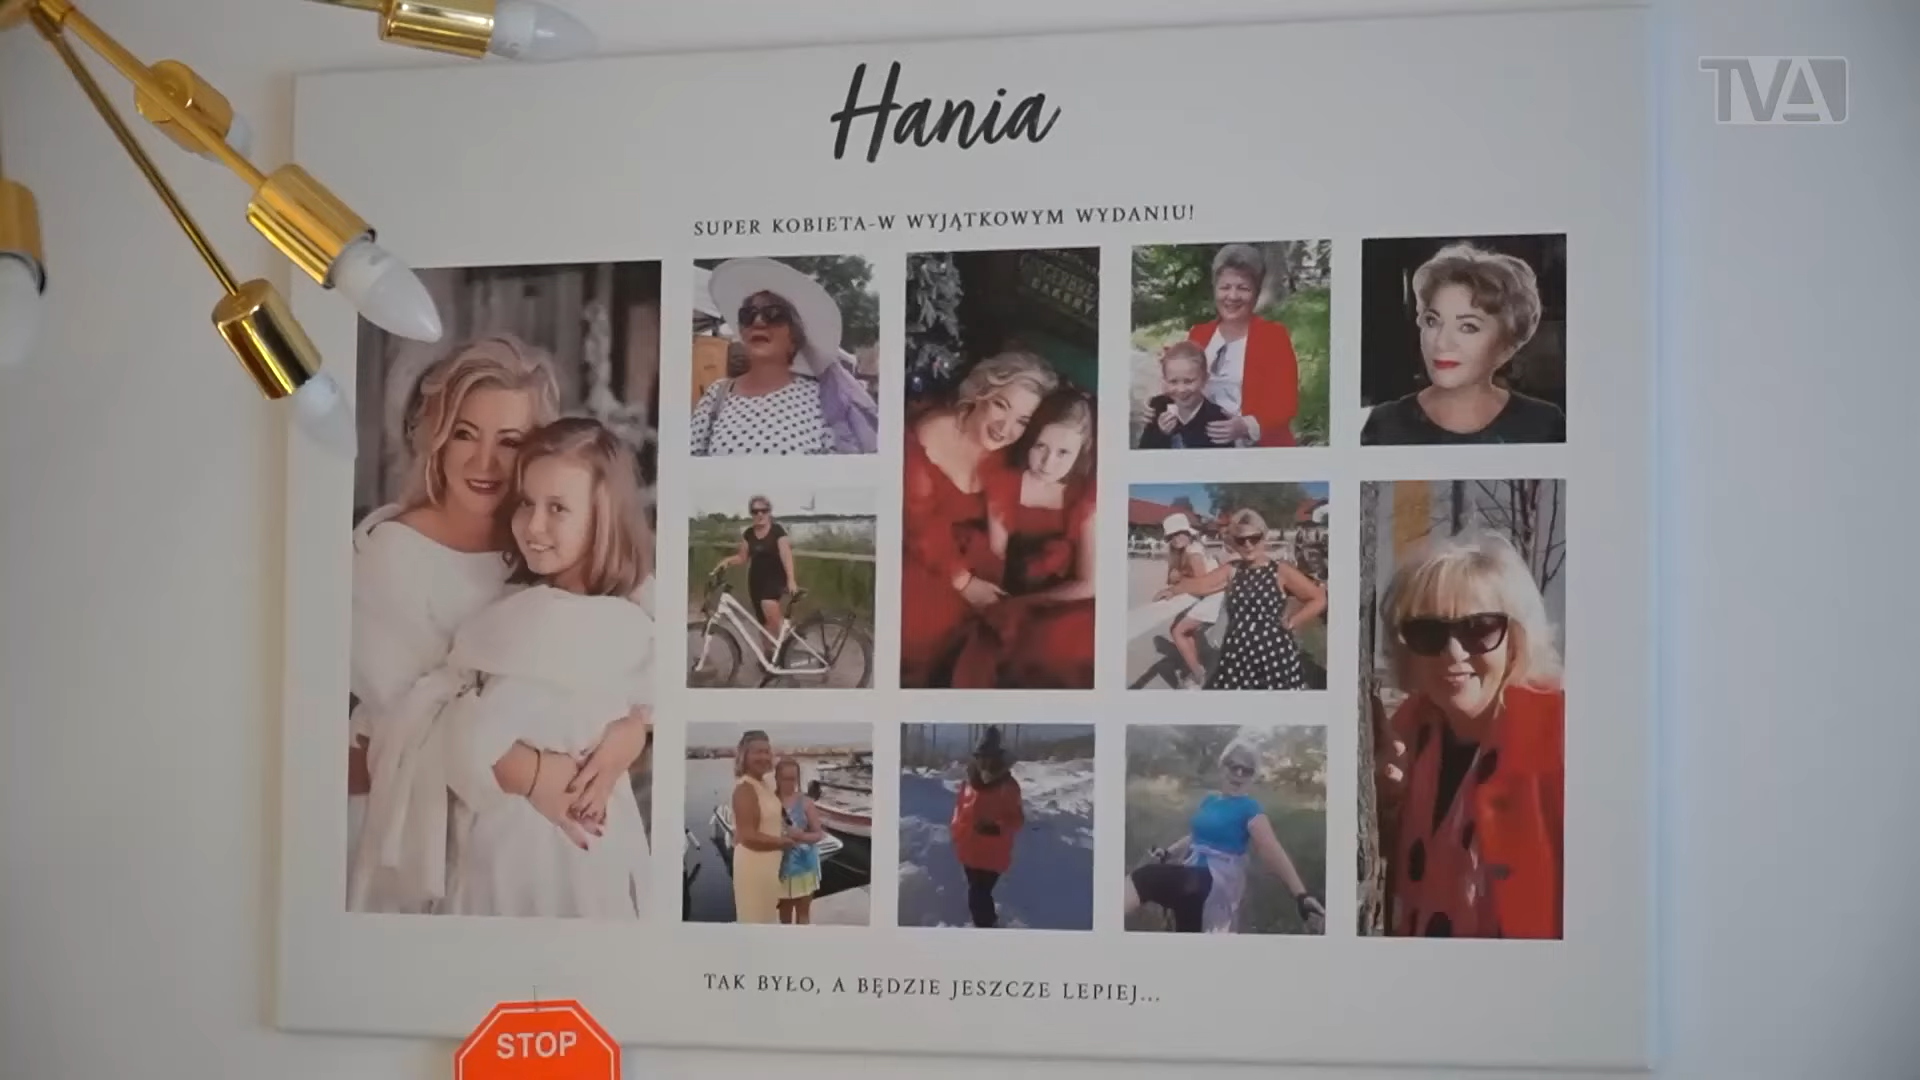 TVA
Hania
SUPER KOBIETA-W WYJĄTKOWYM WYDANIU!
TAK BYŁO, A BĘDZIE JESZCZE LEPIEJ...
STOP